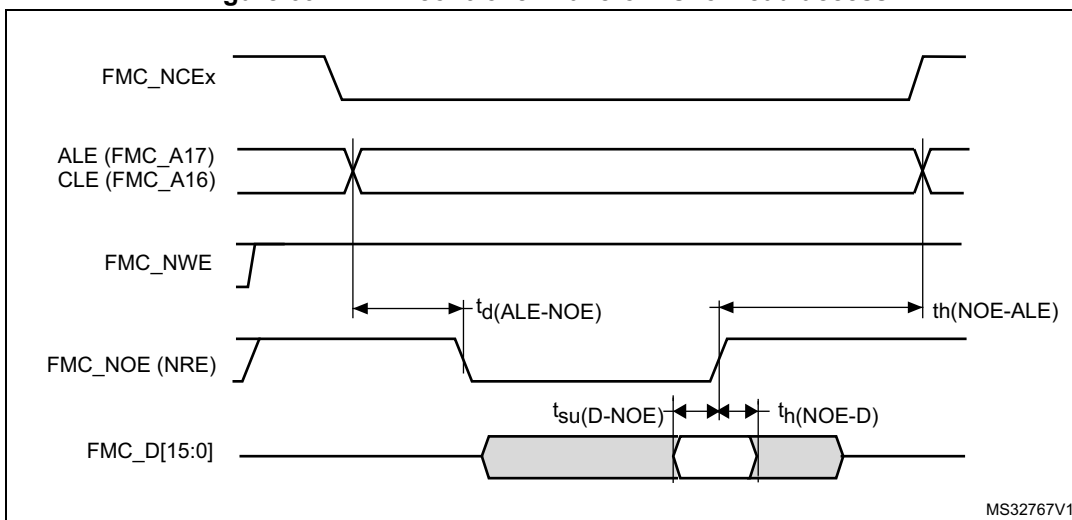 FMC_NCEx
ALE (FMC_A17)
CLE (FMC_A16)
FMC_NWE
td(ALE-NOE)
th(NOE-ALE)
FMC_NOE (NRE)
tsu(D-NOE)
th(NOE-D)
FMC_D[15:0]
MS32767V1